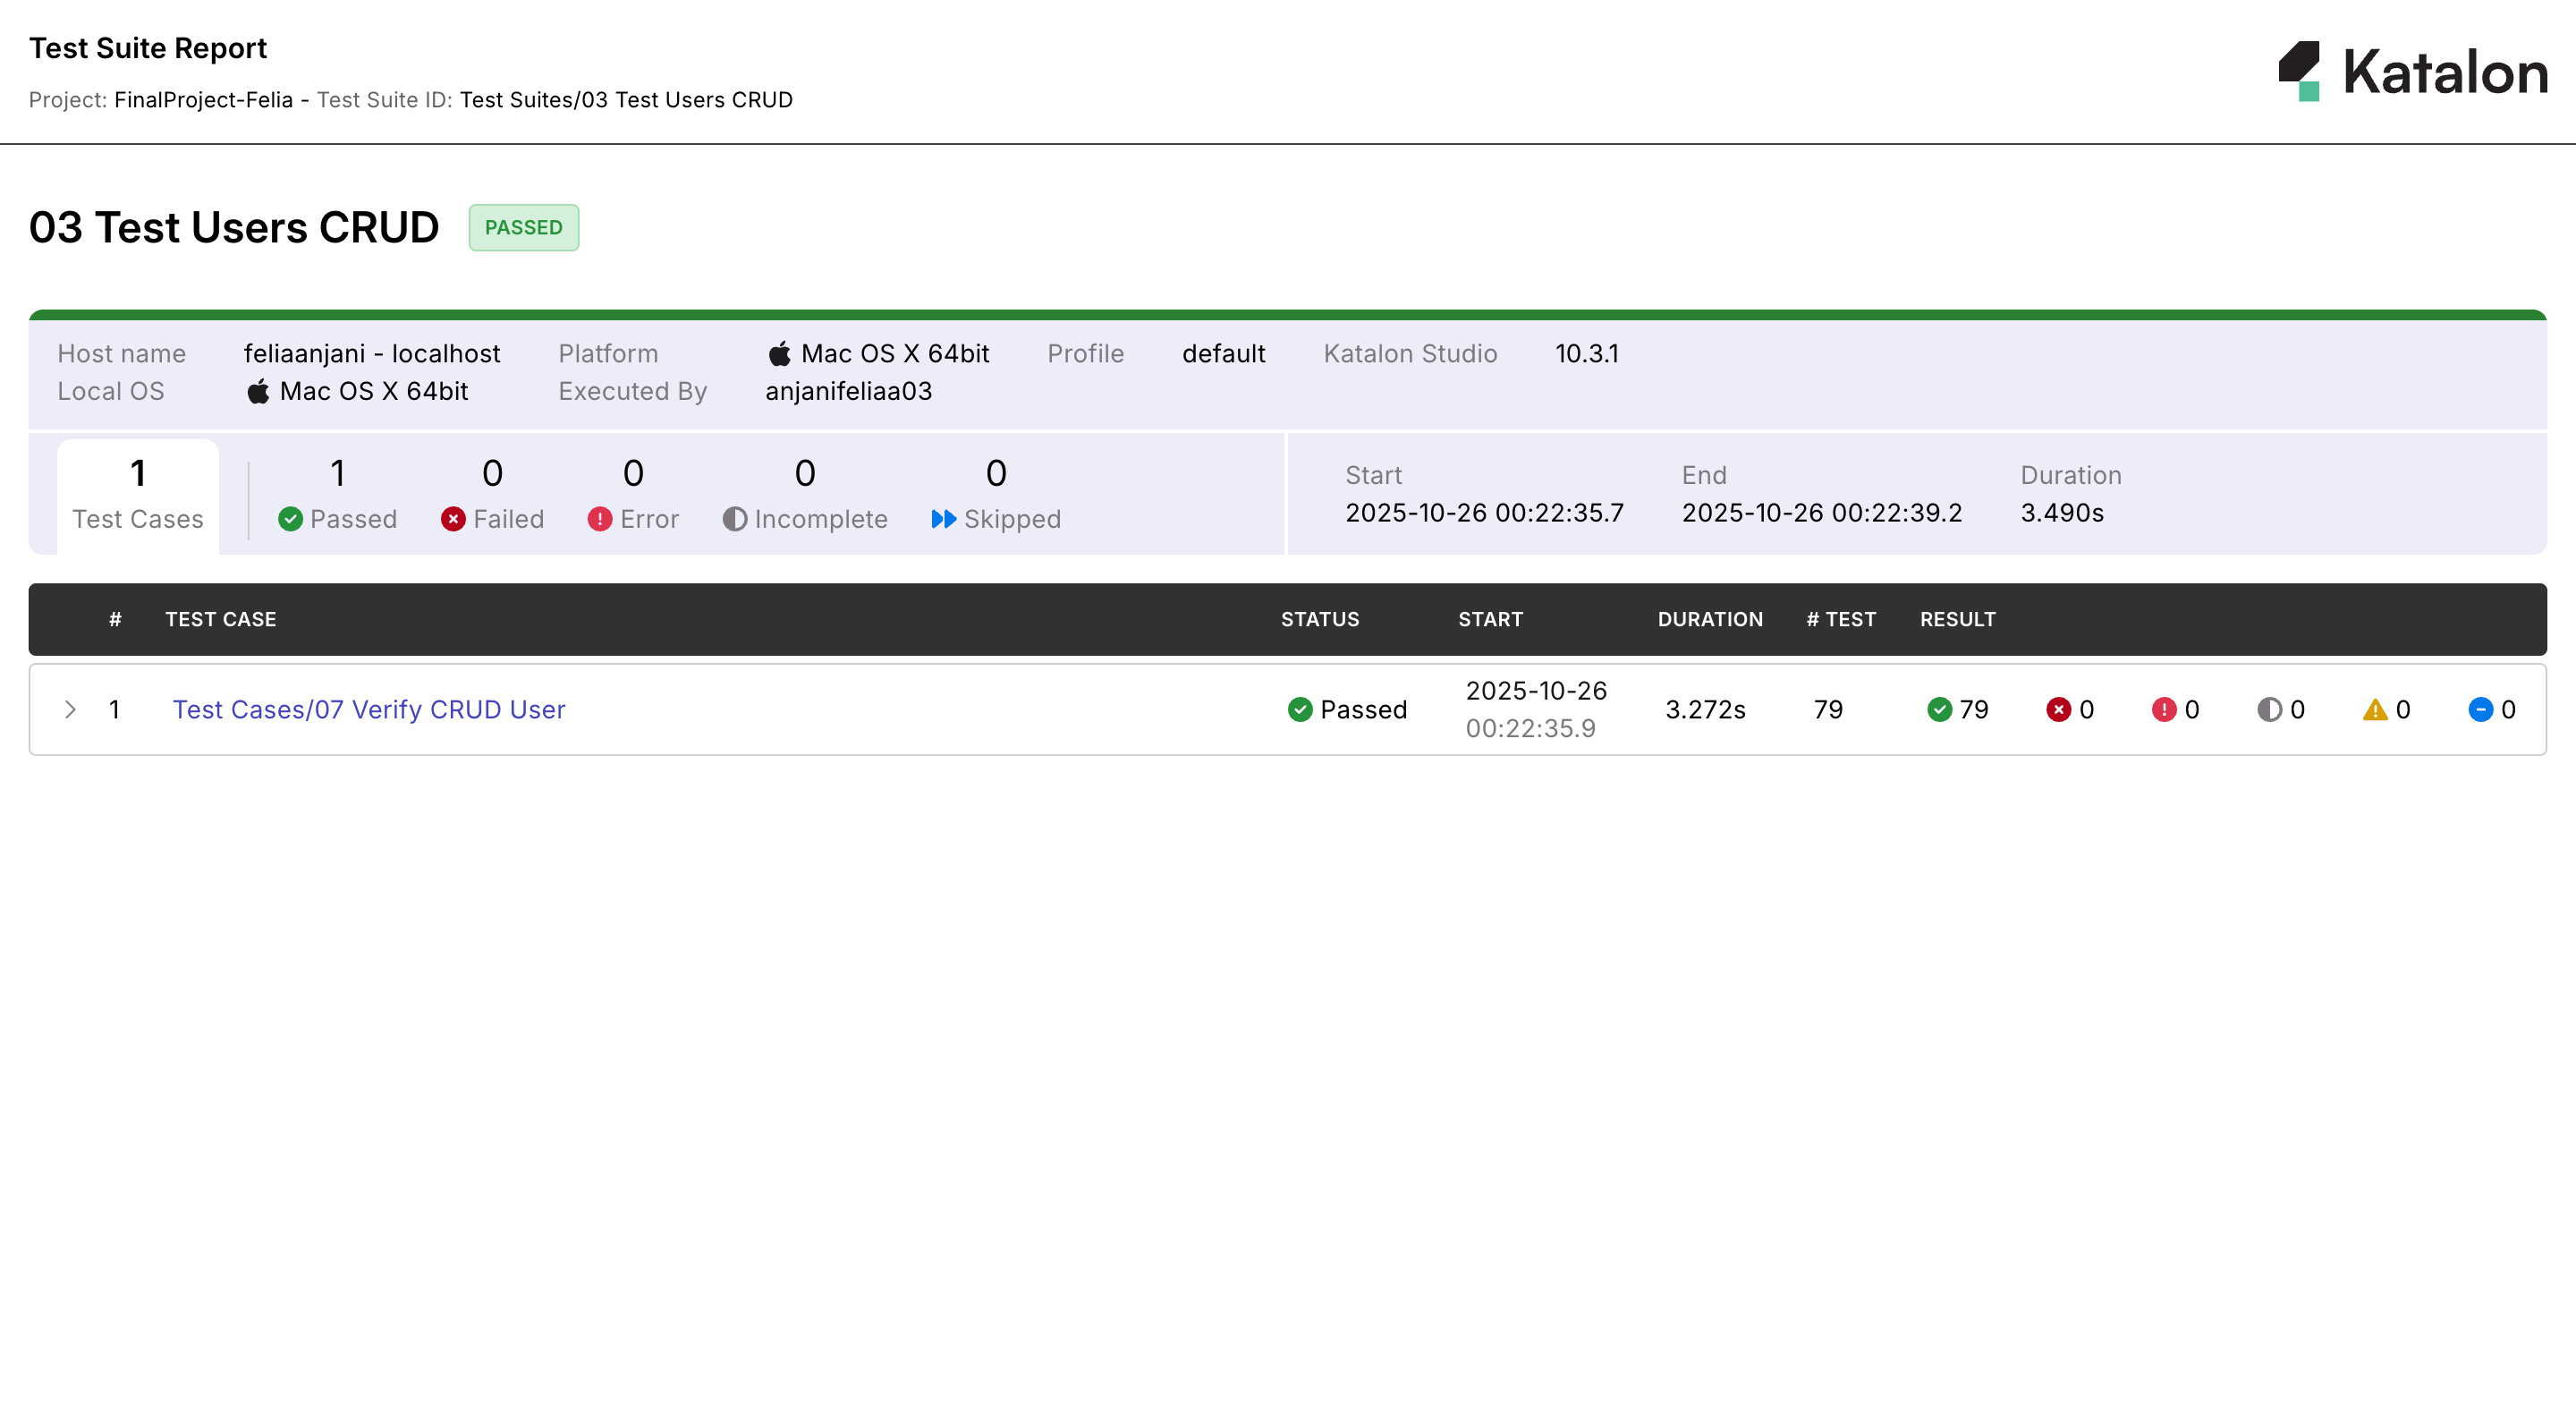 Test Suite Report
Project: FinalProject-Felia - Test Suite ID: Test Suites/03 Test Users CRUD
Katalon
03 Test Users CRUD PASSED
Host name feliaanjani - localhost Platform Mac OS X 64bit Profile default Katalon Studio 10.3.1
Local OS Mac OS X 64bit Executed By anjanifeliaa03
1 1 0 0 0 0
Test Cases Passed Failed Error Incomplete Skipped
Start End Duration
2025-10-26 00:22:35.7 2025-10-26 00:22:39.2 3.490s
# TEST CASE STATUS START DURATION # TEST RESULT
1 Test Cases/07 Verify CRUD User Passed 2025-10-26 3.272s 79 79 0 0 0 0 0
00:22:35.9